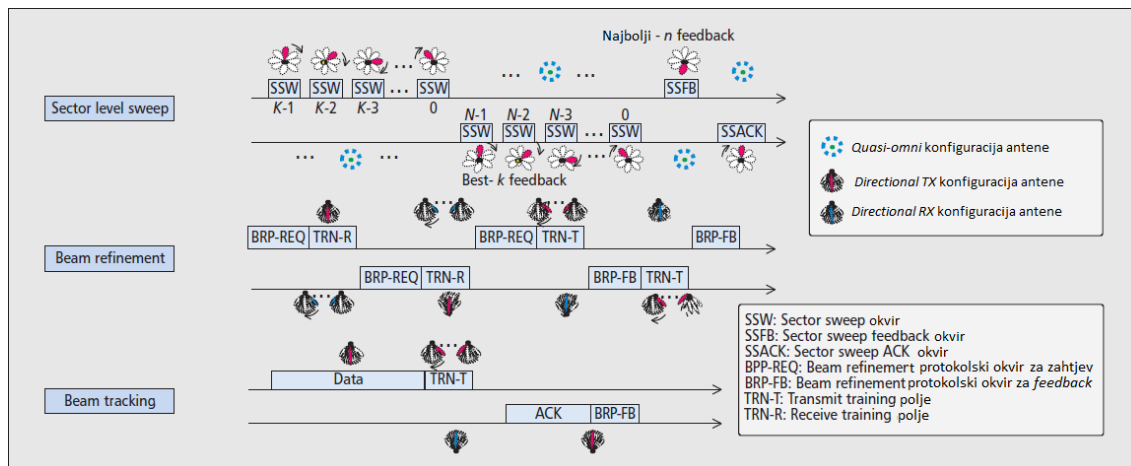 Najbolji - n feedback
... ...
SSW SSW SSW ... SSW SSFB
Sector level sweep
K-1 K-2 K-3 0
N-1 N-2 N-3 0
SSW SSW SSW ... SSW SSACK
... ...
Best- k feedback
Quasi-omni konfiguracija antene
Directional TX konfiguracija antene
Directional RX konfiguracija antene
BRP-REQ TRN-R BRP-REQ TRN-T BRP-FB
Beam refinement
BRP-REQ TRN-R BRP-FB TRN-T
SSW: Sector sweep okvir
SSFB: Sector sweep feedback okvir
SSACK: Sector sweep ACK okvir
BPP-REQ: Beam refinement protokolski okvir za zahtjev
BRP-FB: Beam refinement protokolski okvir za feedback
TRN-T: Transmit training polje
TRN-R: Receive training polje
Data TRN-T
Beam tracking
ACK BRP-FB